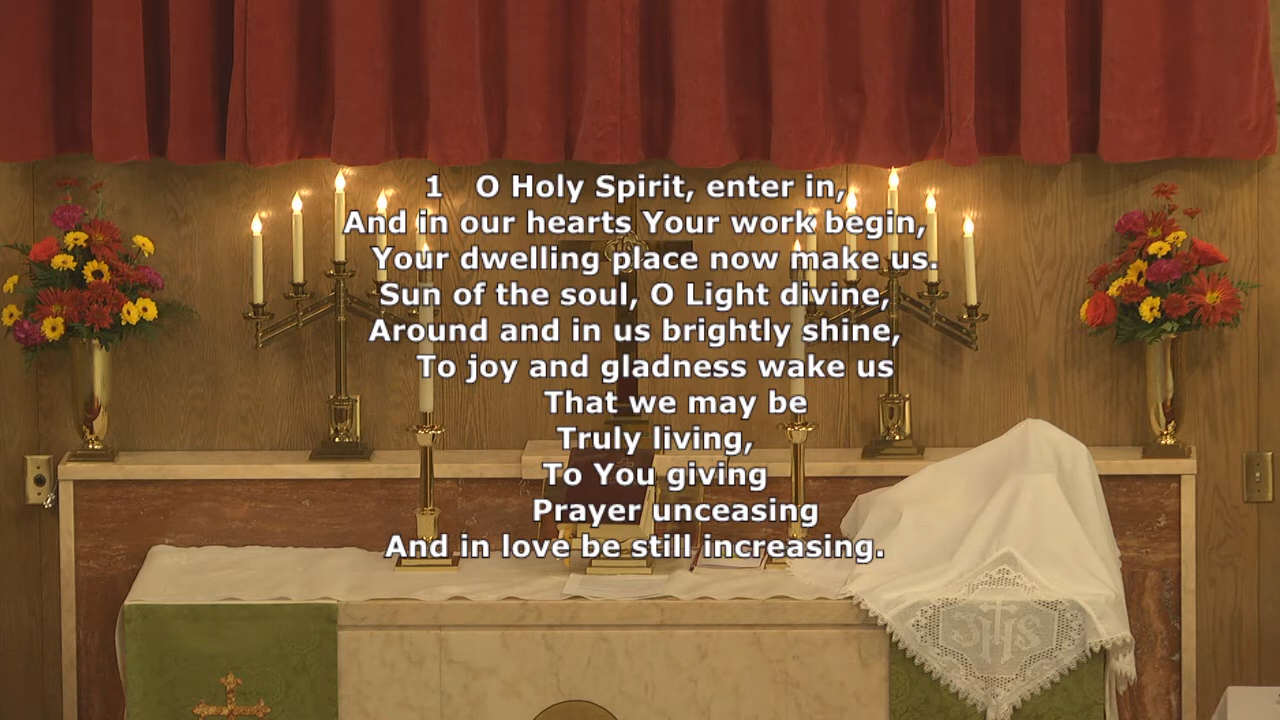 1 O Holy Spirit, enter in,
And in our hearts Your work begin,
Your dwelling place now make us.
Sun of the soul, O Light divine,
Around and in us brightly shine,
To joy and gladness wake us
That we may be
Truly living,
To You giving
Prayer unceasing
And in love be still increasing.
IHS